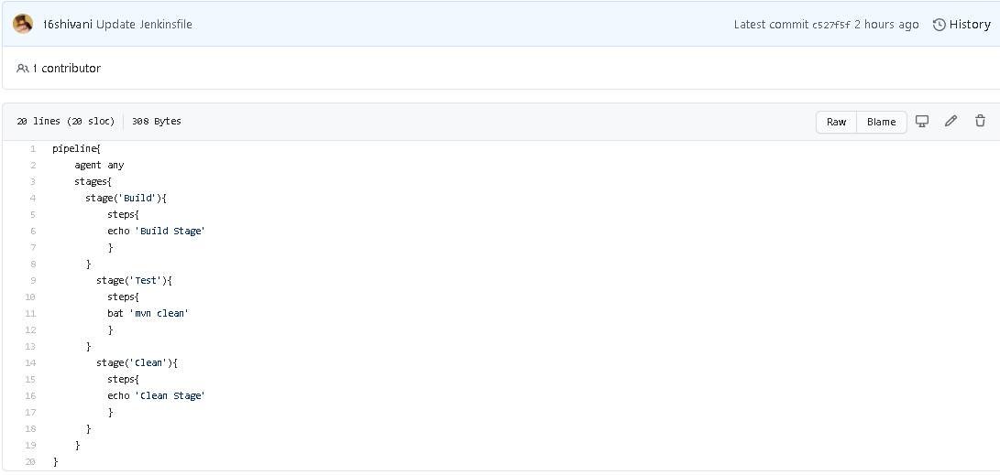 16shivani Update Jenkinsfile
Latest commit c527f5f 2 hours ago History
1 contributor
20 lines (20 sloc) 308 Bytes
Raw Blame
1 pipeline{
2 agent any
3 stages{
4 stage('Build'){
5 steps{
6 echo 'Build Stage'
7 }
8 }
9 stage('Test'){
10 steps{
11 bat 'mvn clean'
12 }
13 }
14 stage('Clean'){
15 steps{
16 echo 'Clean Stage'
17 }
18 }
19 }
20 }